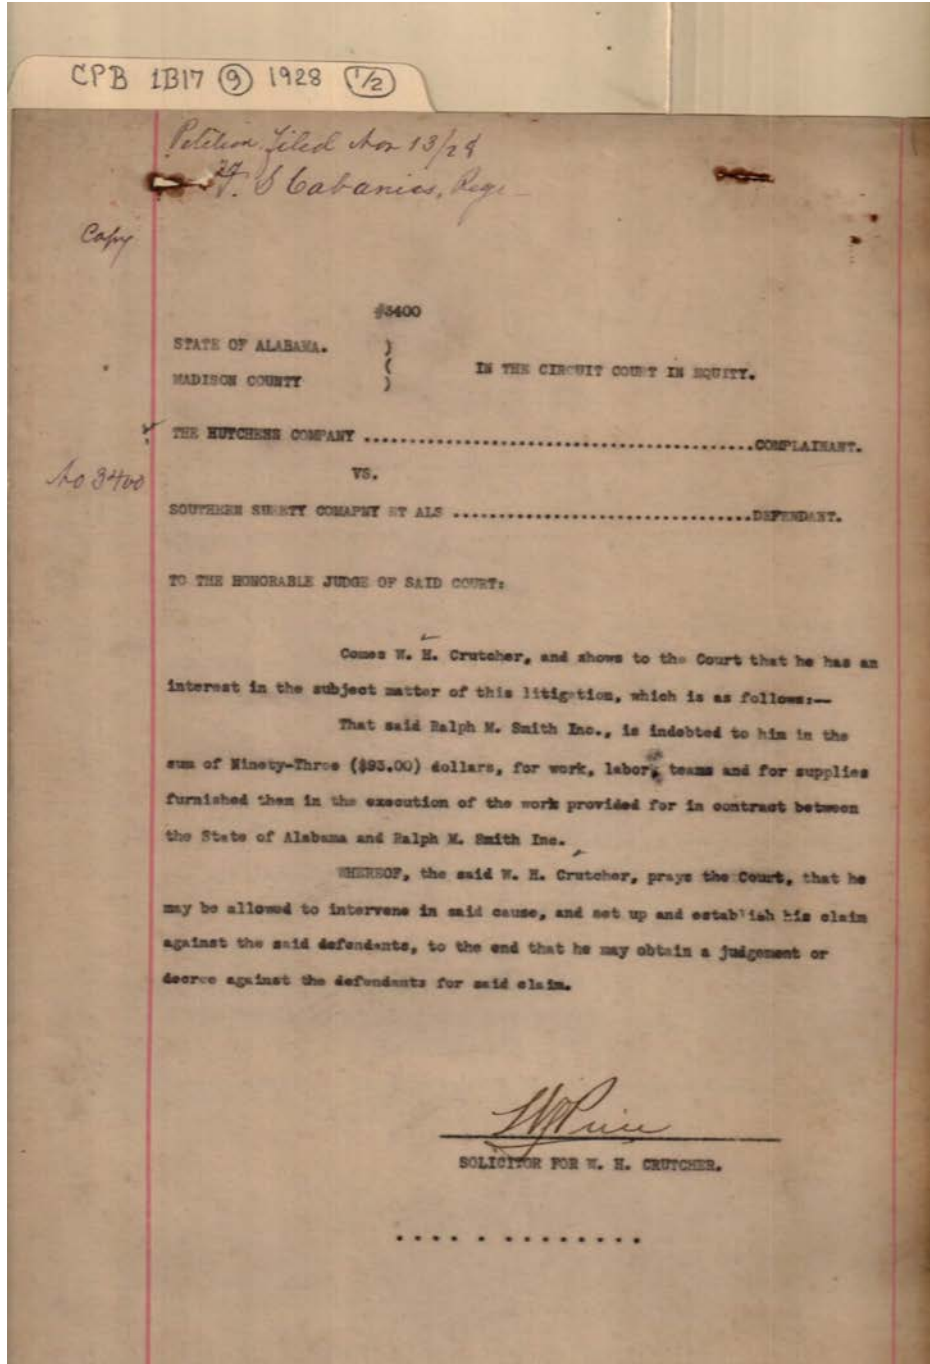 CPB 1B17 (9) 1928 (1/2)
Petition filed Nov 13/28
S Cabaniss, Regr
Copy
#3400
STATE OF ALABAMA. )
(
IN THE CIRCUIT COURT IN EQUITY.
MADISON COUNTY )
THE HUTCHENS COMPANY ...........................................COMPLAINANT.
No 3400
VS.
SOUTHERN SURETY COMAPNY ET ALS .................................DEFENDANT.
TO THE HONORABLE JUDGE OF SAID COURT:
Comes W. H. Crutcher, and shows to the Court that he has an
interest in the subject matter of this litigation, which is as follows:—
That said Ralph M. Smith Inc., is indebted to him in the
sum of Ninety-Three ($93.00) dollars, for work, labor, teams and for supplies
furnished them in the execution of the work provided for in contract between
the State of Alabama and Ralph M. Smith Inc.
WHEREOF, the said W. H. Crutcher, prays the Court, that he
may be allowed to intervene in said cause, and set up and establish his claim
against the said defendants, to the end that he may obtain a judgement or
decree against the defendants for said claim.
Price
SOLICITOR FOR W. H. CRUTCHER.
. . . . . . . . . . . . . .